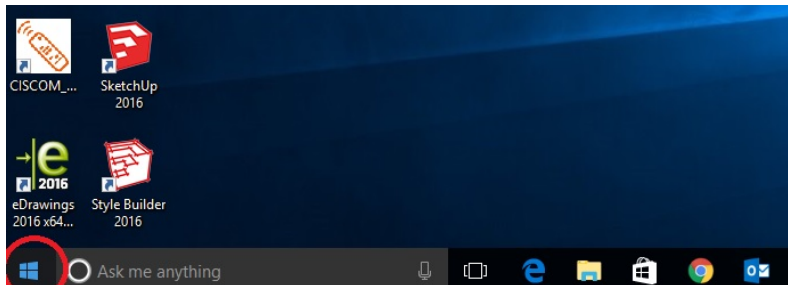 CISCOM_...
SketchUp
2016
e
2016
eDrawings
2016 x64...
Style Builder
2016
Ask me anything
e
o